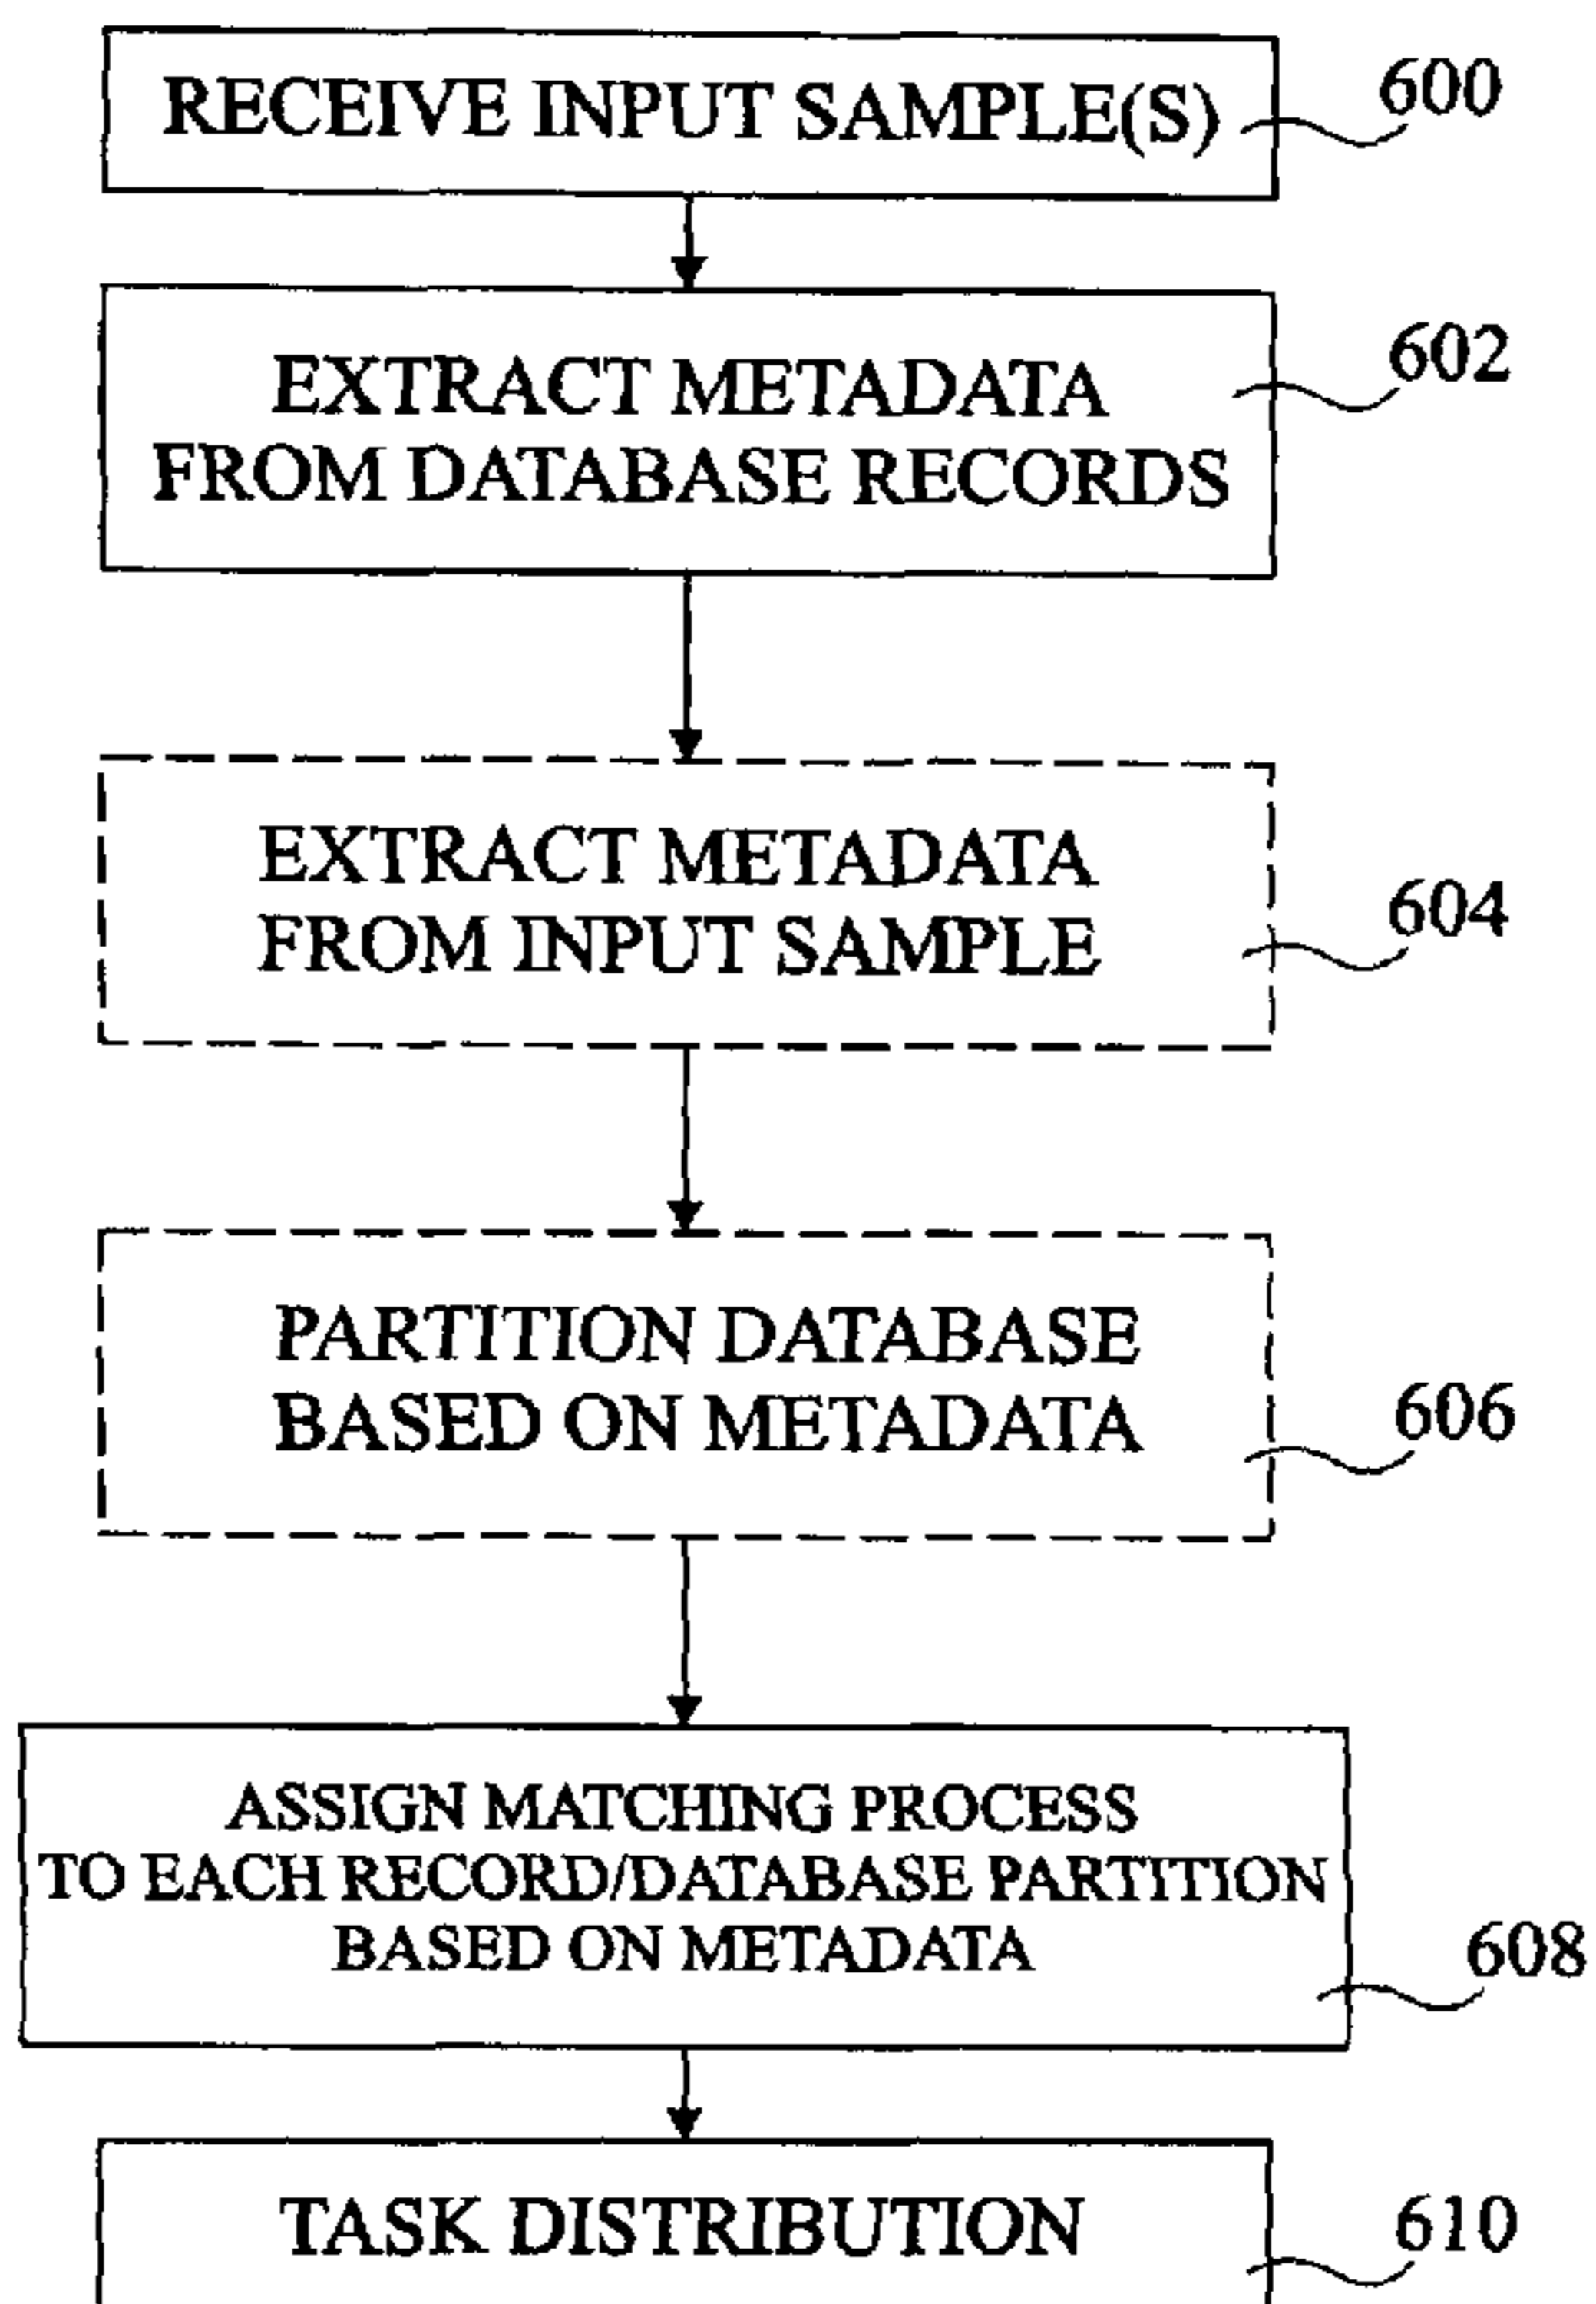 RECEIVE INPUT SAMPLE(S)
600
EXTRACT METADATA
FROM DATABASE RECORDS
602
EXTRACT METADATA
FROM INPUT SAMPLE
604
PARTITION DATABASE
BASED ON METADATA
606
ASSIGN MATCHING PROCESS
TO EACH RECORD/DATABASE PARTITION
BASED ON METADATA
608
TASK DISTRIBUTION
610